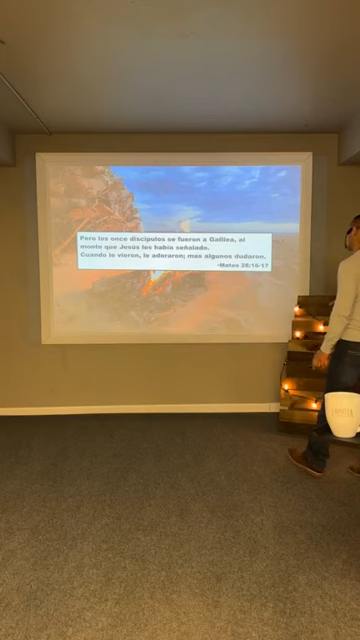 Pero los once discípulos se fueron a Galilea, al
monte que Jesús les había señalado.
Cuando le vieron, le adoraron; mas algunos dudaron.
-Mateo 28:16-17